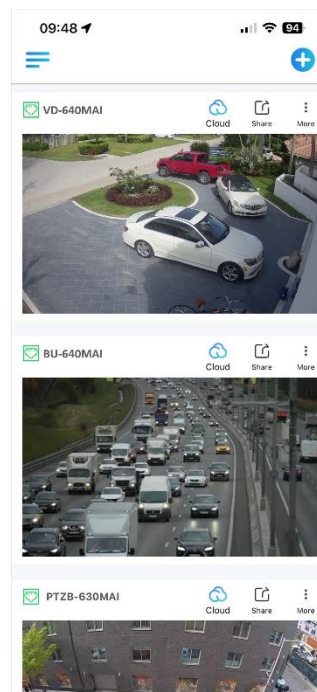 09:48 94
VD-640MAI Cloud Share More
BU-640MAI Cloud Share More
PTZB-630MAI Cloud Share More